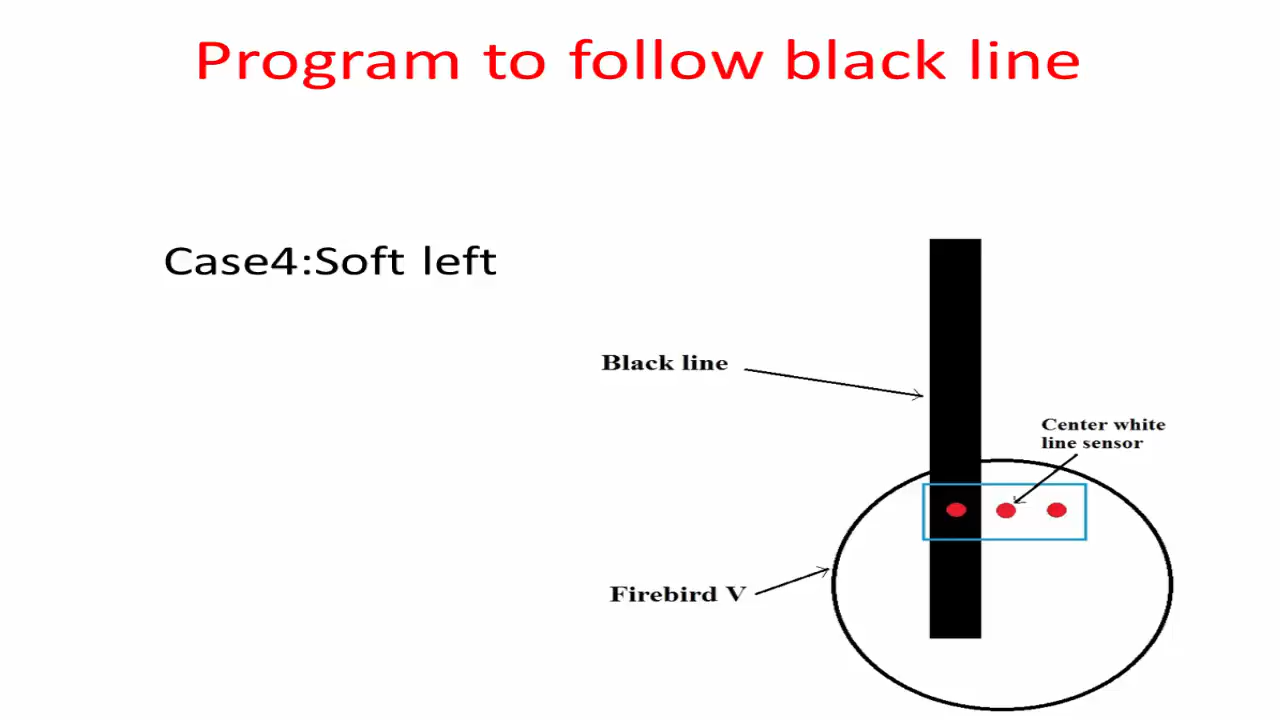 Program to follow black line
Case4:Soft left
Black line
Center white
line sensor
Firebird V